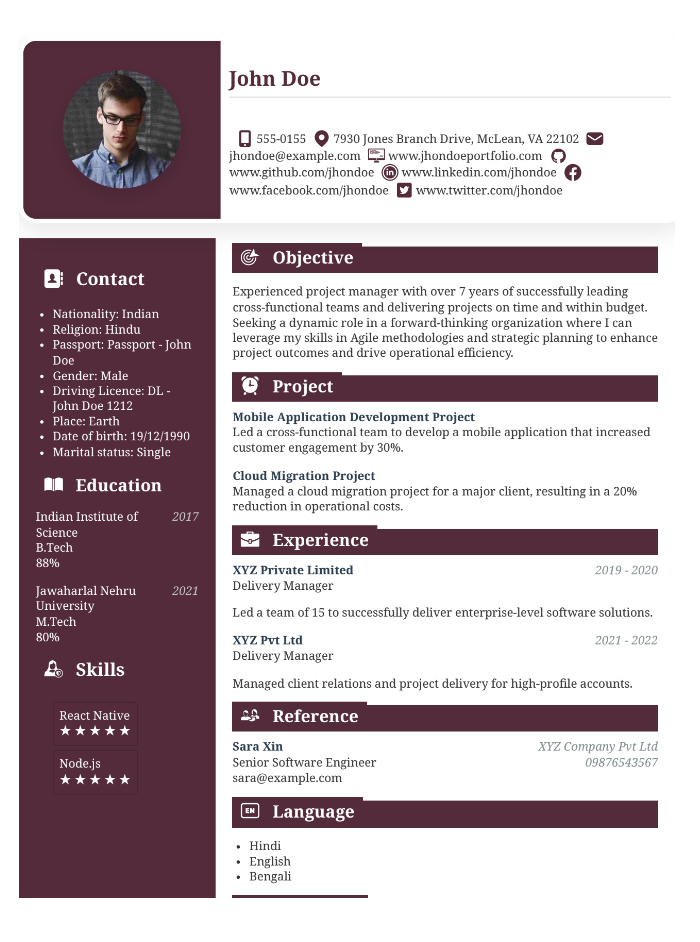 John Doe
555-0155 7930 Jones Branch Drive, McLean, VA 22102
jhondoe@example.com www.jhondoeportfolio.com
www.github.com/jhondoe www.linkedin.com/jhondoe
www.facebook.com/jhondoe www.twitter.com/jhondoe
Contact
• Nationality: Indian
• Religion: Hindu
• Passport: Passport - John
Doe
• Gender: Male
• Driving Licence: DL -
John Doe 1212
• Place: Earth
• Date of birth: 19/12/1990
• Marital status: Single
Education
Indian Institute of 2017
Science
B.Tech
88%
Jawaharlal Nehru 2021
University
M.Tech
80%
Skills
React Native
★★★★★
Node.js
★★★★★
Objective
Experienced project manager with over 7 years of successfully leading
cross-functional teams and delivering projects on time and within budget.
Seeking a dynamic role in a forward-thinking organization where I can
leverage my skills in Agile methodologies and strategic planning to enhance
project outcomes and drive operational efficiency.
Project
Mobile Application Development Project
Led a cross-functional team to develop a mobile application that increased
customer engagement by 30%.
Cloud Migration Project
Managed a cloud migration project for a major client, resulting in a 20%
reduction in operational costs.
Experience
XYZ Private Limited 2019 - 2020
Delivery Manager
Led a team of 15 to successfully deliver enterprise-level software solutions.
XYZ Pvt Ltd 2021 - 2022
Delivery Manager
Managed client relations and project delivery for high-profile accounts.
Reference
Sara Xin XYZ Company Pvt Ltd
Senior Software Engineer 09876543567
sara@example.com
EN Language
• Hindi
• English
• Bengali